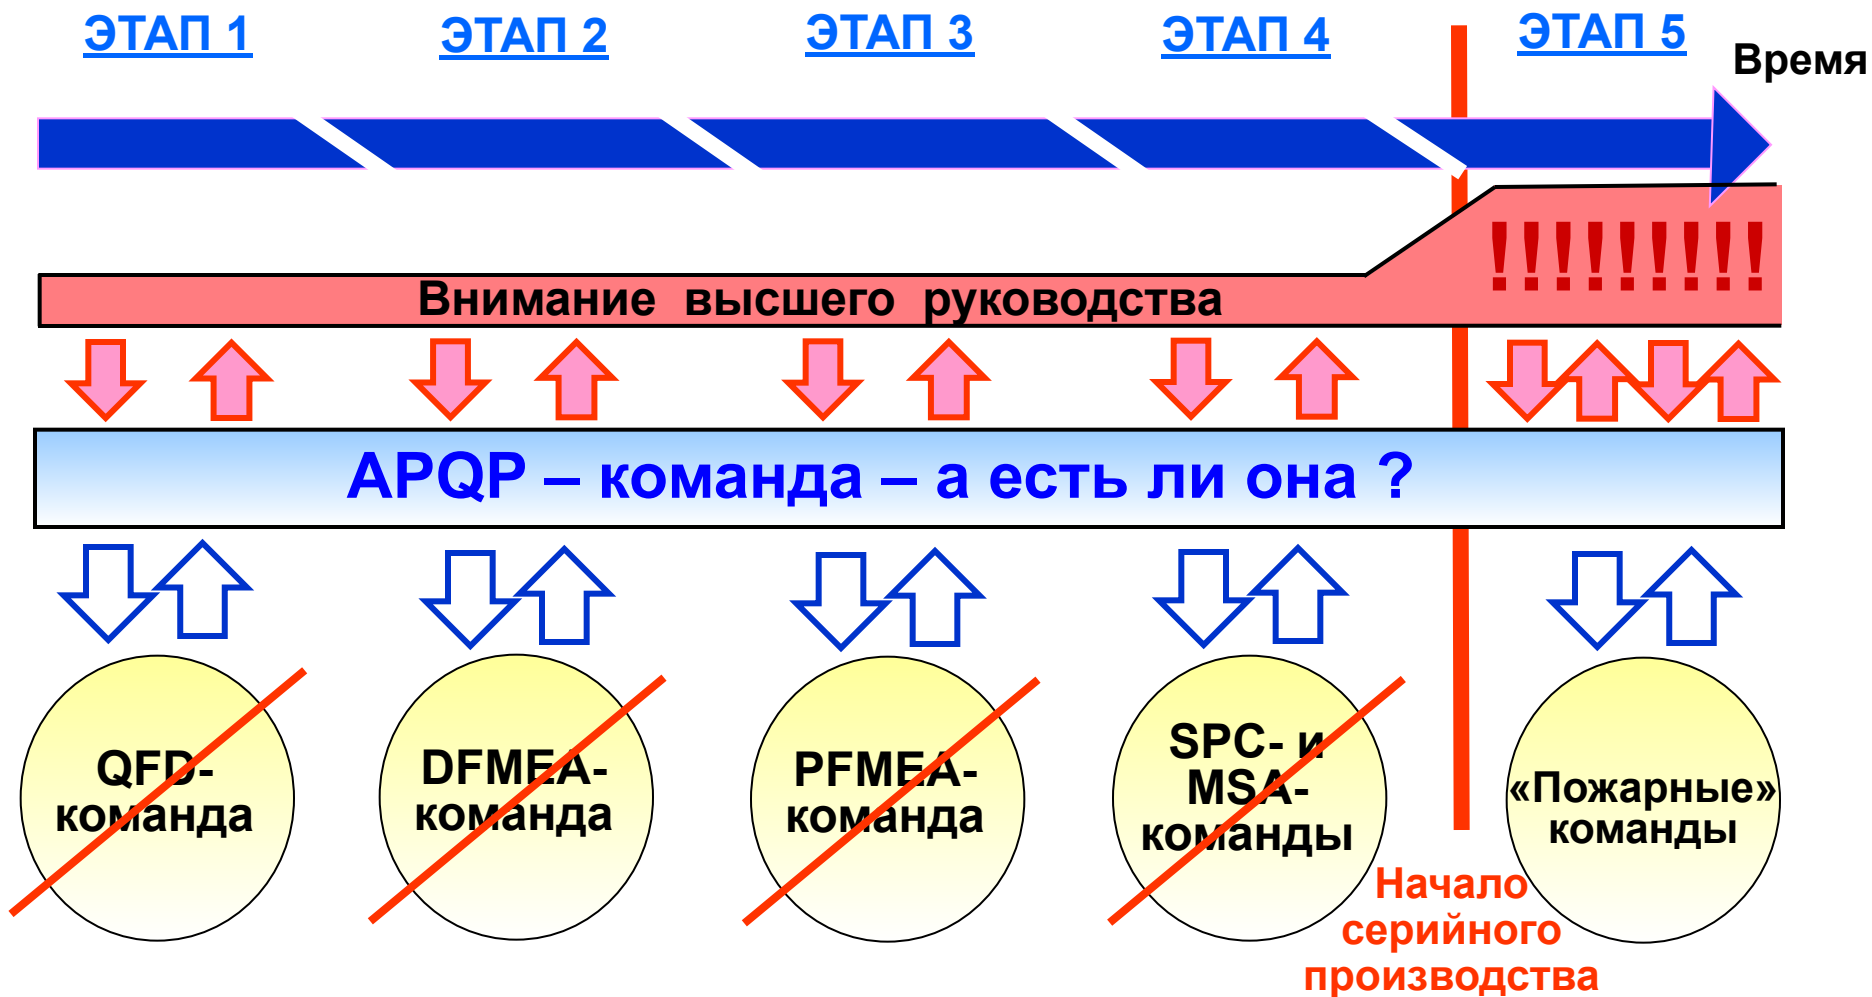 ЭТАП 1
ЭТАП 2
ЭТАП 3
ЭТАП 4
ЭТАП 5
Время
Внимание высшего руководства
!!!!!!!!!
APQP – команда – а есть ли она ?
QFD-
команда
DFMEA-
команда
PFMEA-
команда
SPC- и
MSA-
команды
«Пожарные»
команды
Начало
серийного
производства